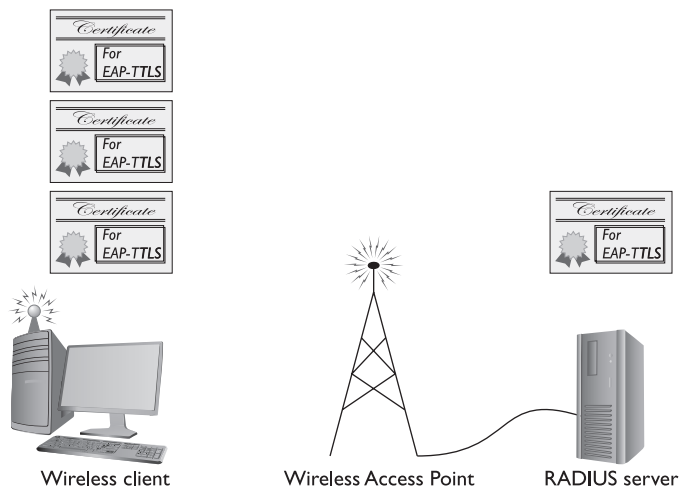 Certificate
For
EAP-TTLS
Certificate
For
EAP-TTLS
Certificate
For
EAP-TTLS
Certificate
For
EAP-TTLS
Wireless client
Wireless Access Point
RADIUS server